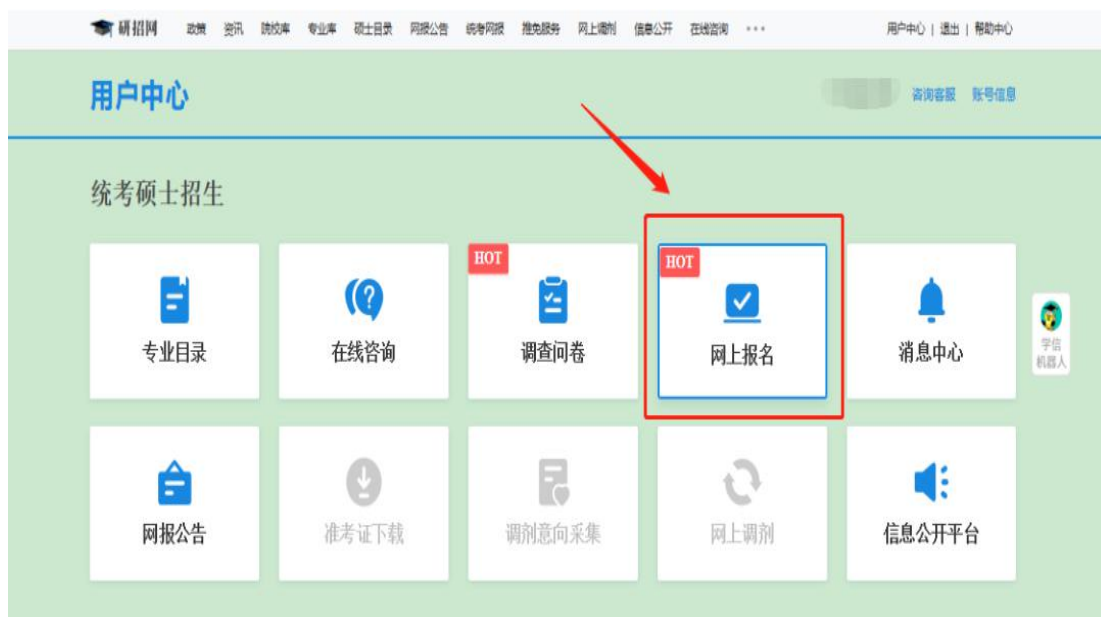 研招网 政策 资讯 院校库 专业库 硕士目录 网报公告 统考网报 推免服务 网上调剂 信息公开 在线咨询 ··· 用户中心 | 退出 | 帮助中心
用户中心 咨询客服 账号信息
统考硕士招生
HOT HOT
专业目录 在线咨询 调查问卷 网上报名 消息中心
学信
机器人
网报公告 准考证下载 调剂意向采集 网上调剂 信息公开平台